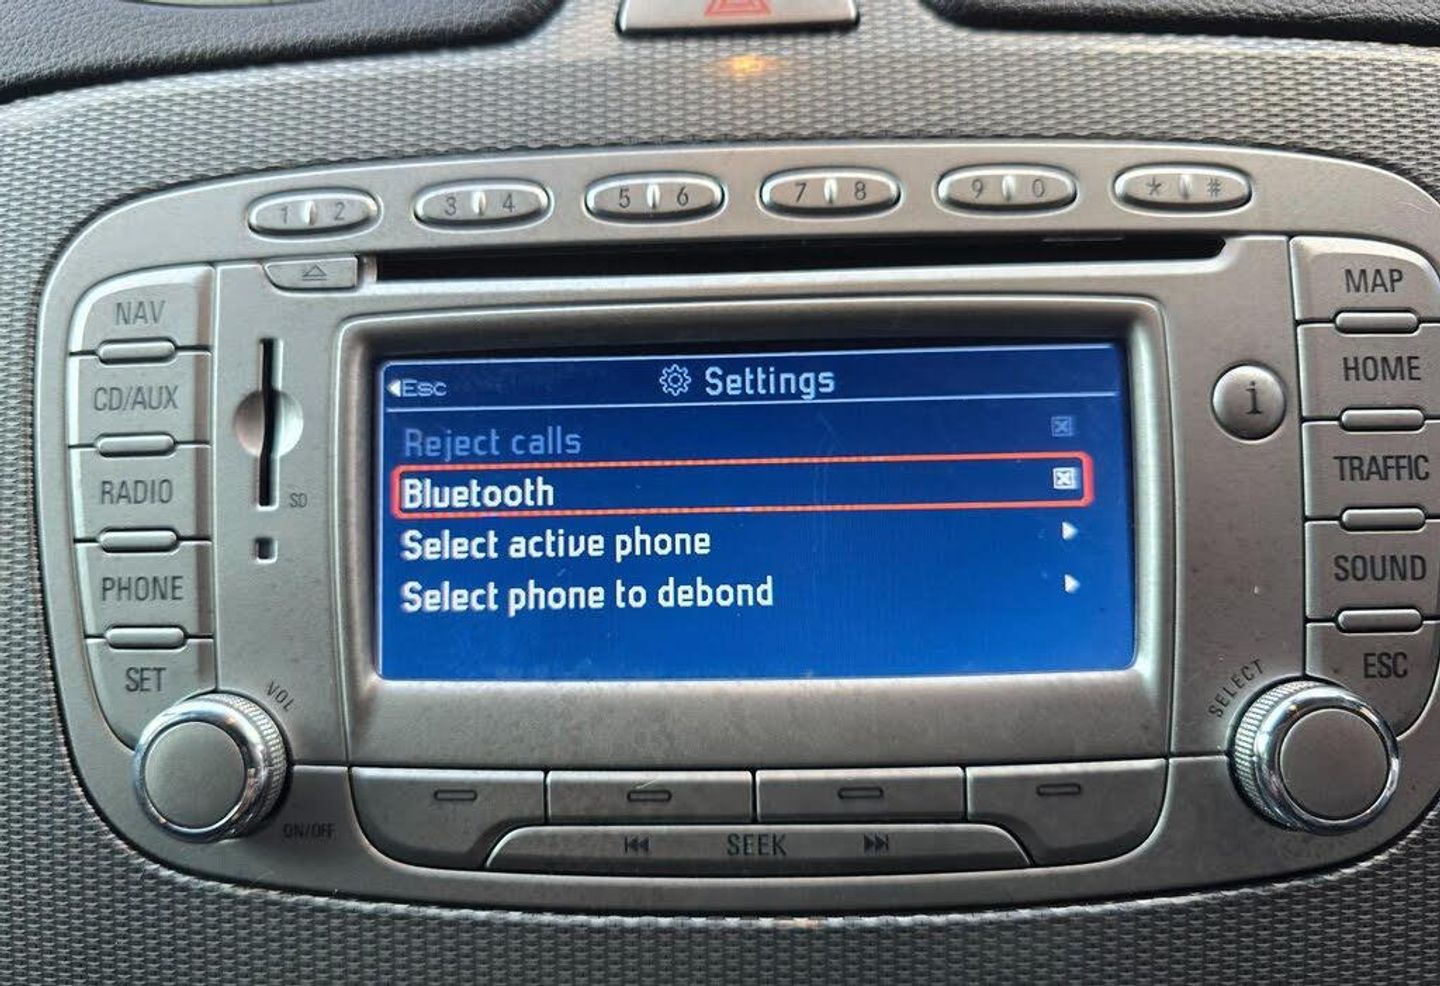 1 2 3 4 5 6 7 8 9 0 * #
NAV
CD/AUX
RADIO
PHONE
SET
SD
Esc
Settings
Reject calls
Bluetooth
Select active phone
Select phone to debond
MAP
HOME
i
TRAFFIC
SOUND
ESC
VOL
ON/OFF
SEEK
SELECT